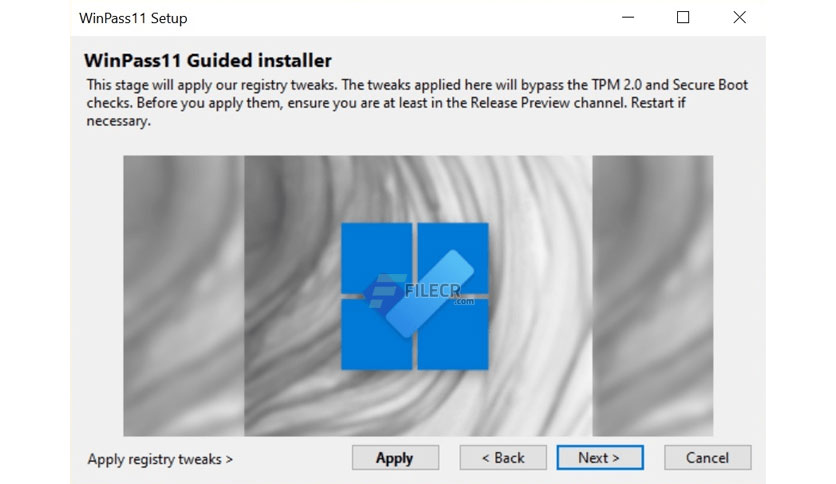 WinPass11 Setup
WinPass11 Guided installer
This stage will apply our registry tweaks. The tweaks applied here will bypass the TPM 2.0 and Secure Boot
checks. Before you apply them, ensure you are at least in the Release Preview channel. Restart if
necessary.
FILECR
.com
Apply registry tweaks >
Apply
< Back
Next >
Cancel